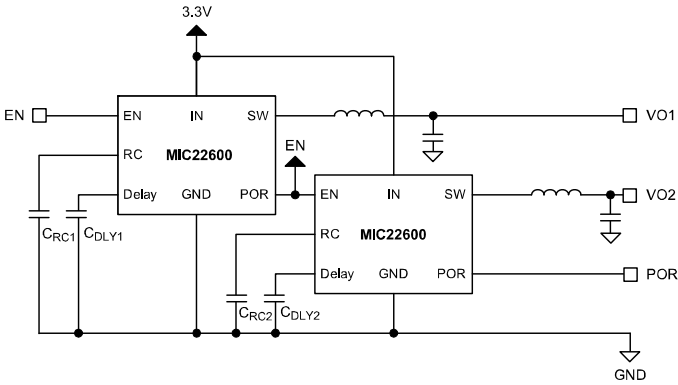 3.3V
EN EN IN SW VO1
RC MIC22600 EN
Delay GND POR EN IN SW VO2
CRC1 CDLY1 RC MIC22600
Delay GND POR POR
CRC2 CDLY2
GND